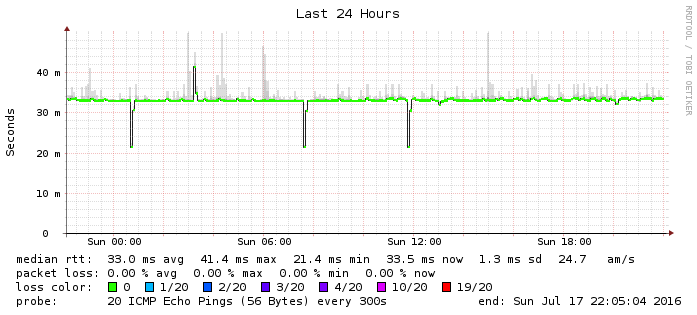 Last 24 Hours
RRDTOOL / TOBI OETIKER
Seconds
40 m
30 m
20 m
10 m
0
Sun 00:00 Sun 06:00 Sun 12:00 Sun 18:00
median rtt: 33.0 ms avg 41.4 ms max 21.4 ms min 33.5 ms now 1.3 ms sd 24.7 am/s
packet loss: 0.00 % avg 0.00 % max 0.00 % min 0.00 % now
loss color: 0 1/20 2/20 3/20 4/20 10/20 19/20
probe: 20 ICMP Echo Pings (56 Bytes) every 300s end: Sun Jul 17 22:05:04 2016